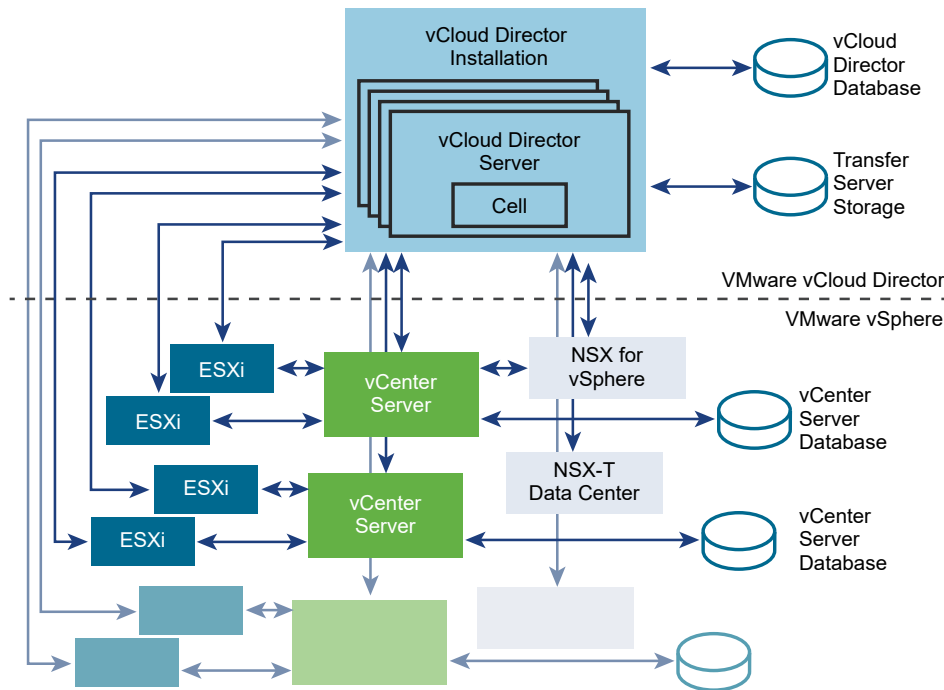 vCloud Director
Installation
vCloud
Director
Database
vCloud Director
Server
Cell
Transfer
Server
Storage
VMware vCloud Director
VMware vSphere
ESXi
vCenter
Server
NSX for
vSphere
ESXi
vCenter
Server
Database
ESXi
vCenter
Server
NSX-T
Data Center
ESXi
vCenter
Server
Database